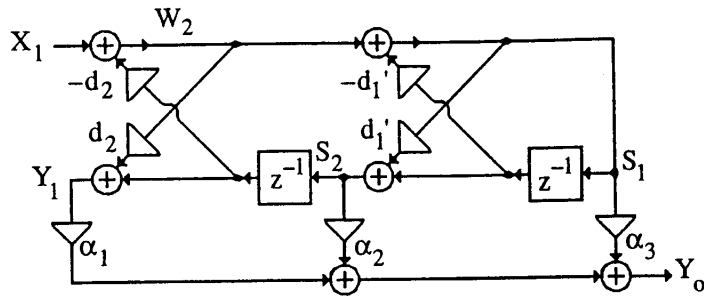 X₁ W₂
−d₂ −d₁'
d₂ d₁'
Y₁ z⁻¹ S₂ z⁻¹ S₁
α₁ α₂ α₃
Yₒ